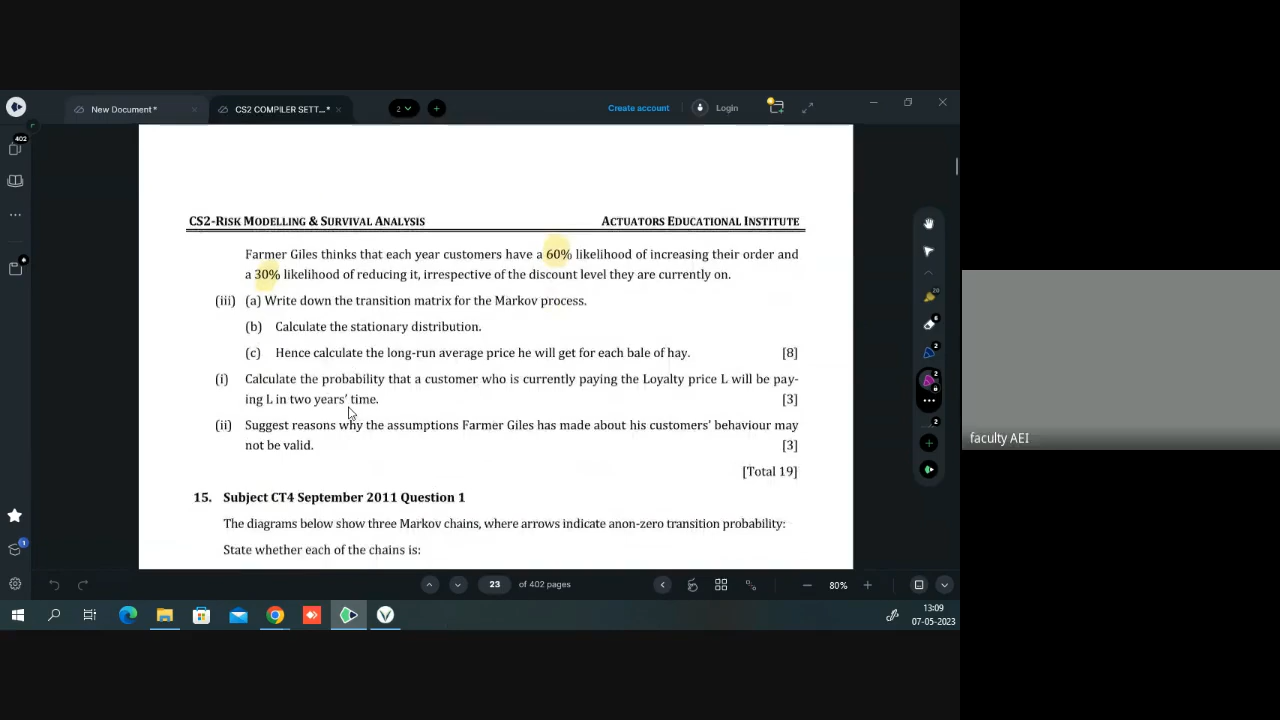 New Document*
CS2 COMPILER SETT...*
2
Create account
Login
402
CS2-RISK MODELLING & SURVIVAL ANALYSIS
ACTUATORS EDUCATIONAL INSTITUTE
Farmer Giles thinks that each year customers have a 60% likelihood of increasing their order and
a 30% likelihood of reducing it, irrespective of the discount level they are currently on.
(iii) (a) Write down the transition matrix for the Markov process.
(b) Calculate the stationary distribution.
(c) Hence calculate the long-run average price he will get for each bale of hay. [8]
(i) Calculate the probability that a customer who is currently paying the Loyalty price L will be pay-
ing L in two years' time. [3]
(ii) Suggest reasons why the assumptions Farmer Giles has made about his customers' behaviour may
not be valid. [3]
[Total 19]
15. Subject CT4 September 2011 Question 1
The diagrams below show three Markov chains, where arrows indicate anon-zero transition probability:
State whether each of the chains is:
20
6
2
2
2
faculty AEI
1
23 of 402 pages
80%
13:09
07-05-2023